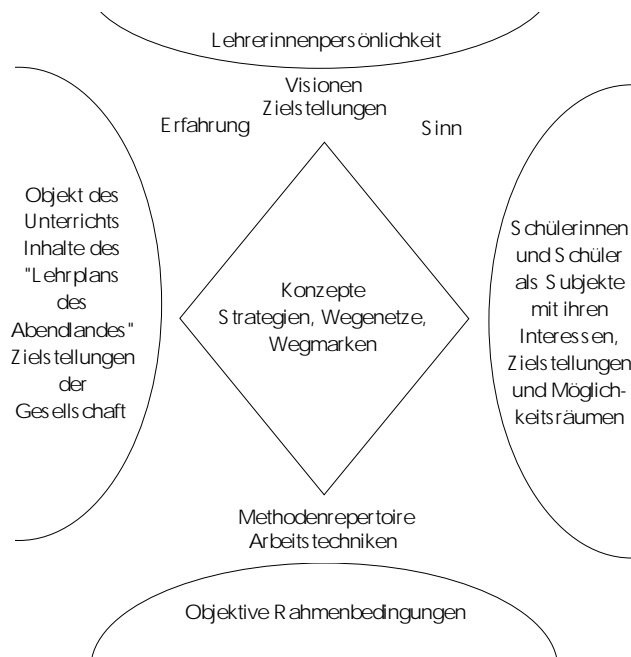 Lehrerinnenpersönlichkeit
Visionen
Zielstellungen
Erfahrung
Sinn
Objekt des
Unterrichts
Inhalte des
"Lehrplans
des
Abendlandes"
Zielstellungen
der
Gesellschaft
Konzepte
Strategien, Wegenetze,
Wegmarken
Schülerinnen
und Schüler
als Subjekte
mit ihren
Interessen,
Zielstellungen
und Möglich-
keitsräumen
Methodenrepertoire
Arbeitstechniken
Objektive Rahmenbedingungen